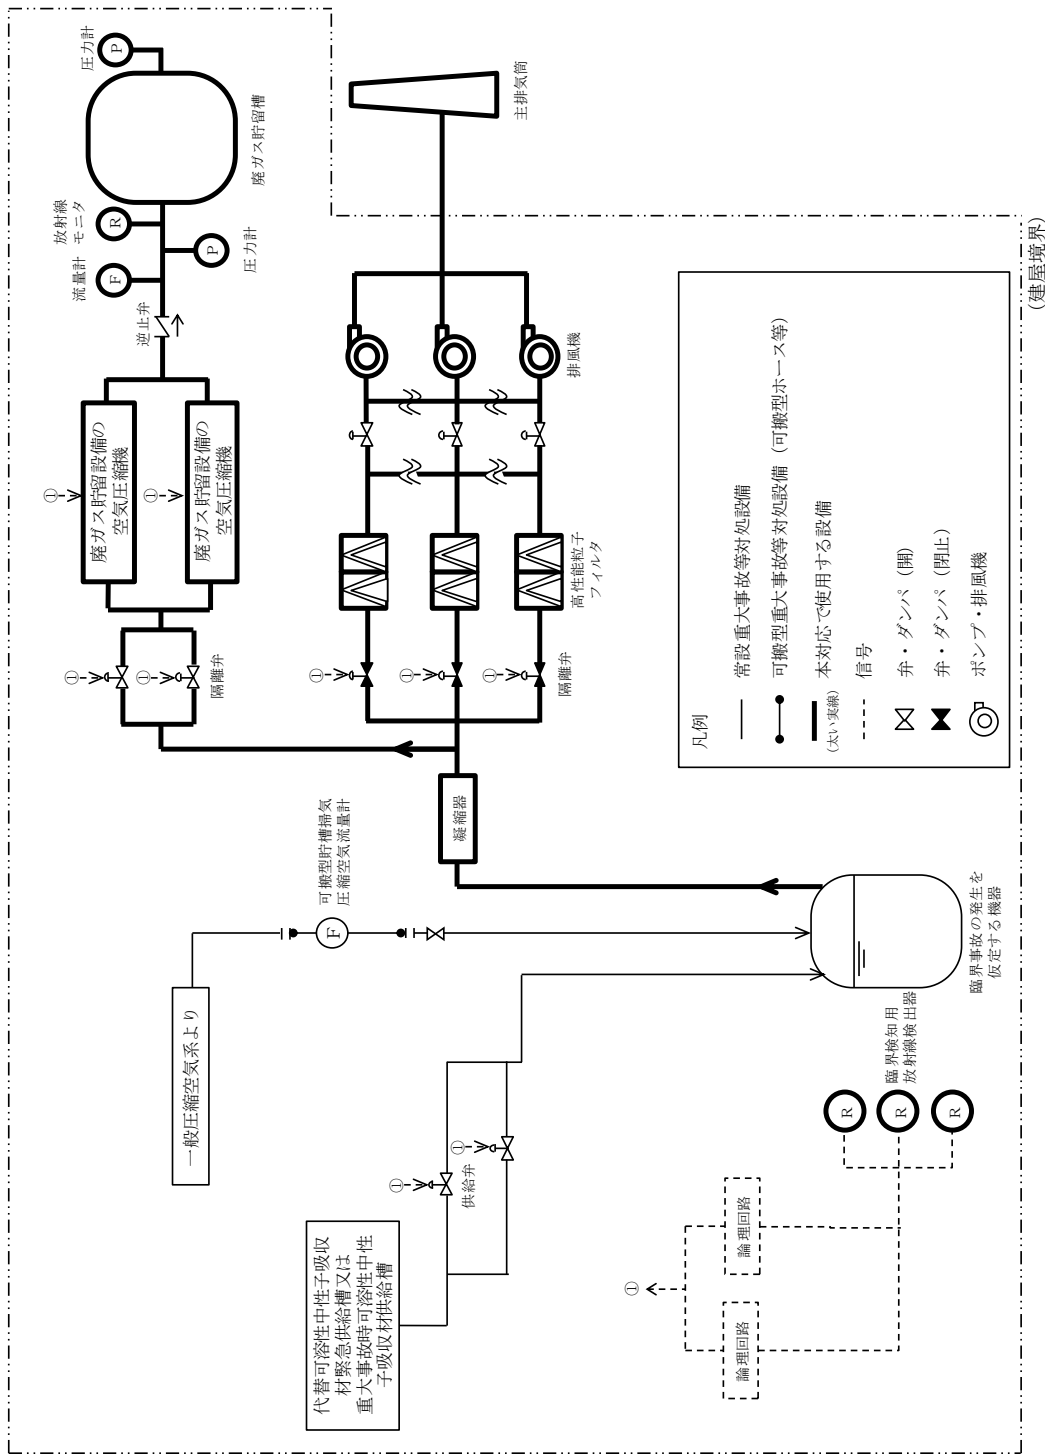 代替可溶性中性子吸収
材緊急供給槽又は
重大事故時可溶性中性
子吸収材供給槽
一般圧縮空気系より
①
①
供給弁
①
論理回路
論理回路
R
R
R
臨界検知用
放射線検出器
臨界事故の発生を
仮定する機器
可搬型貯槽掃気
圧縮空気流量計
F
凝縮器
①
①
隔離弁
①
①
①
隔離弁
①
①
廃ガス貯留設備の
空気圧縮機
廃ガス貯留設備の
空気圧縮機
高性能粒子
フィルタ
逆止弁
排風機
流量計
F
放射線
モニタ
R
P
圧力計
廃ガス貯留槽
圧力計
P
主排気筒
凡例
常設重大事故等対処設備
可搬型重大事故等対処設備（可搬型ホース等）
(太い実線)
本対応で使用する設備
信号
弁・ダンパ（開）
弁・ダンパ（閉止）
ポンプ・排風機
（建屋境界）